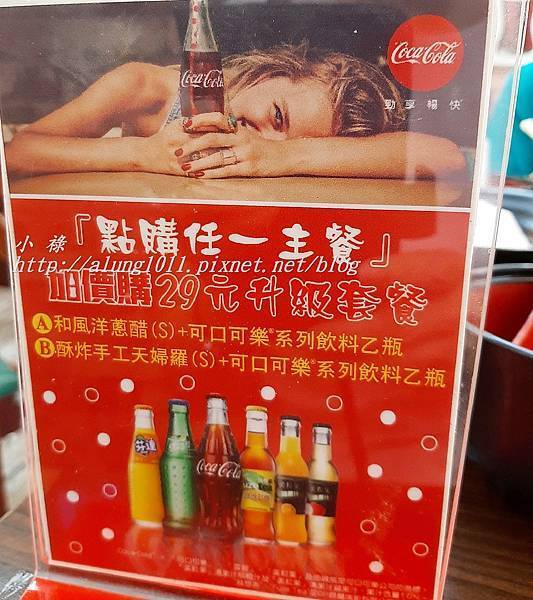 Coca-Cola
Coca-Cola
勁享暢快
小祿
『點購任一主餐』
http://alung1011.pixnet.net/blog
加價購29元升級套餐
A和風洋蔥醋(S)+可口可樂®系列飲料乙瓶
B酥炸手工天婦羅(S)+可口可樂®系列飲料乙瓶
Coca-Cola